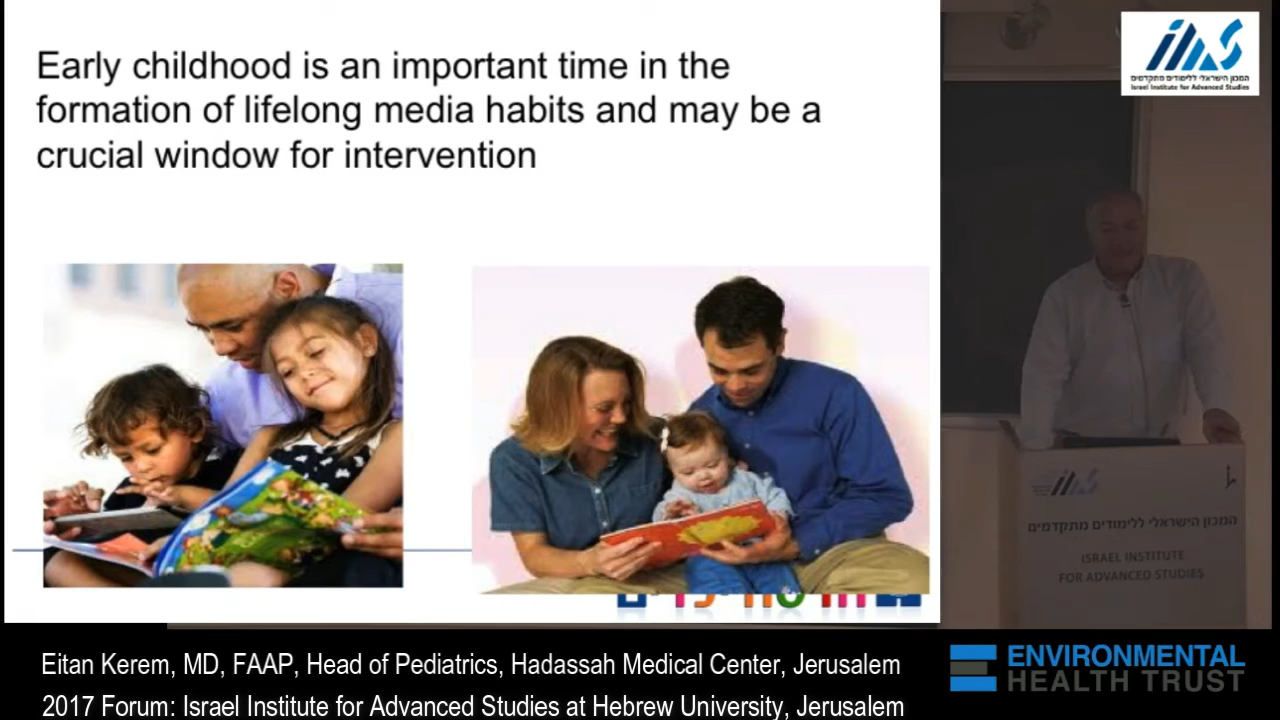 Early childhood is an important time in the
formation of lifelong media habits and may be a
crucial window for intervention
IIAS
המכון הישראלי ללימודים מתקדמים
Israel Institute for Advanced Studies
IIAS
המכון הישראלי ללימודים מתקדמים
ISRAEL INSTITUTE
FOR ADVANCED STUDIES
Eitan Kerem, MD, FAAP, Head of Pediatrics, Hadassah Medical Center, Jerusalem
2017 Forum: Israel Institute for Advanced Studies at Hebrew University, Jerusalem
ENVIRONMENTAL
HEALTH TRUST